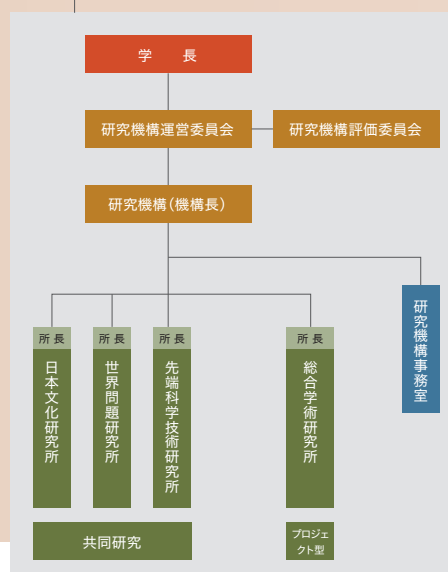 学　　長
研究機構運営委員会
研究機構評価委員会
研究機構（機構長）
研究機構事務室
所長
所長
所長
所長
日本文化研究所
世界問題研究所
先端科学技術研究所
総合学術研究所
共同研究
プロジェ
クト型